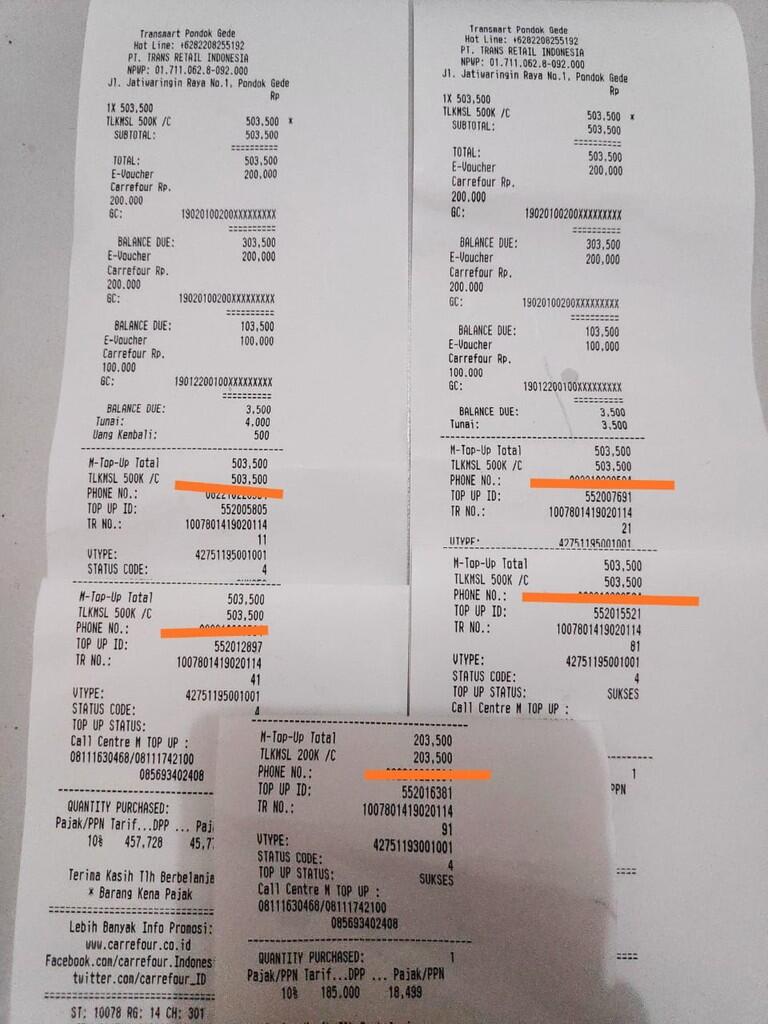 Transmart Pondok Gede
Hot Line: +6282208255192
PT. TRANS RETAIL INDONESIA
NPWP: 01.711.062.8-092.000
Jl. Jatiwaringin Raya No.1, Pondok Gede
Rp
1X 503,500
TLKMSL 500K /C 503,500 *
SUBTOTAL: 503,500
==========
TOTAL: 503,500
E-Voucher 200,000
Carrefour Rp.
200.000
GC: 19020100200XXXXXXXXX
==========
BALANCE DUE: 303,500
E-Voucher 200,000
Carrefour Rp.
200.000
GC: 19020100200XXXXXXXXX
==========
BALANCE DUE: 103,500
E-Voucher 100,000
Carrefour Rp.
100.000
GC: 19012200100XXXXXXXXX
==========
BALANCE DUE: 3,500
Tunai: 4,000
Uang Kembali: 500
M-Top-Up Total 503,500
TLKMSL 500K /C 503,500
PHONE NO.:
TOP UP ID: 552005805
TR NO.: 1007801419020114
11
VTYPE: 42751195001001
STATUS CODE: 4
M-Top-Up Total 503,500
TLKMSL 500K /C 503,500
PHONE NO.:
TOP UP ID: 552012897
TR NO.: 1007801419020114
41
VTYPE: 42751195001001
STATUS CODE: 4
TOP UP STATUS:
Call Centre M TOP UP :
08111630468/08111742100
085693402408
QUANTITY PURCHASED:
Pajak/PPN Tarif...DPP ... Paj
10% 457,728 45,7
Terima Kasih Tlh Berbelanja
* Barang Kena Pajak
Lebih Banyak Info Promosi:
www.carrefour.co.id
Facebook.com/carrefour.Indones
twitter.com/carrefour_ID
ST: 10078 RG: 14 CH: 301
Transmart Pondok Gede
Hot Line: +6282208255192
PT. TRANS RETAIL INDONESIA
NPWP: 01.711.062.8-092.000
Jl. Jatiwaringin Raya No.1, Pondok Gede
Rp
1X 503,500
TLKMSL 500K /C 503,500 *
SUBTOTAL: 503,500
==========
TOTAL: 503,500
E-Voucher 200,000
Carrefour Rp.
200.000
GC: 19020100200XXXXXXXXX
==========
BALANCE DUE: 303,500
E-Voucher 200,000
Carrefour Rp.
200.000
GC: 19020100200XXXXXXXXX
==========
BALANCE DUE: 103,500
E-Voucher 100,000
Carrefour Rp.
100.000
GC: 19012200100XXXXXXXXX
==========
BALANCE DUE: 3,500
Tunai: 3,500
M-Top-Up Total 503,500
TLKMSL 500K /C 503,500
PHONE NO.:
TOP UP ID: 552007691
TR NO.: 1007801419020114
21
VTYPE: 42751195001001
M-Top-Up Total 503,500
TLKMSL 500K /C 503,500
PHONE NO.:
TOP UP ID: 552015521
TR NO.: 1007801419020114
81
VTYPE: 42751195001001
STATUS CODE: 4
TOP UP STATUS: SUKSES
Call Centre M TOP UP :
1
PPN
M-Top-Up Total 203,500
TLKMSL 200K /C 203,500
PHONE NO.:
TOP UP ID: 552016381
TR NO.: 1007801419020114
91
VTYPE: 42751193001001
STATUS CODE: 4
TOP UP STATUS: SUKSES
Call Centre M TOP UP :
08111630468/08111742100
085693402408
QUANTITY PURCHASED: 1
Pajak/PPN Tarif...DPP ... Pajak/PPN
10% 185,000 18,499